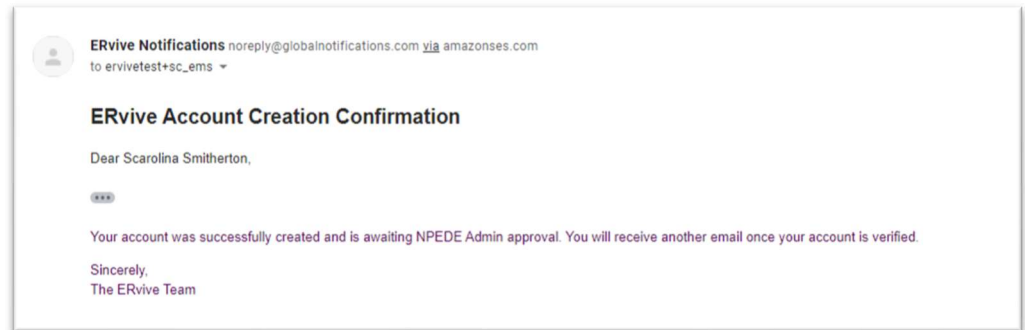 ERvive Notifications noreply@globalnotifications.com via amazonses.com
to ervivetest+sc_ems
ERvive Account Creation Confirmation
Dear Scarolina Smitherton,
Your account was successfully created and is awaiting NPEDE Admin approval. You will receive another email once your account is verified.
Sincerely,
The ERvive Team